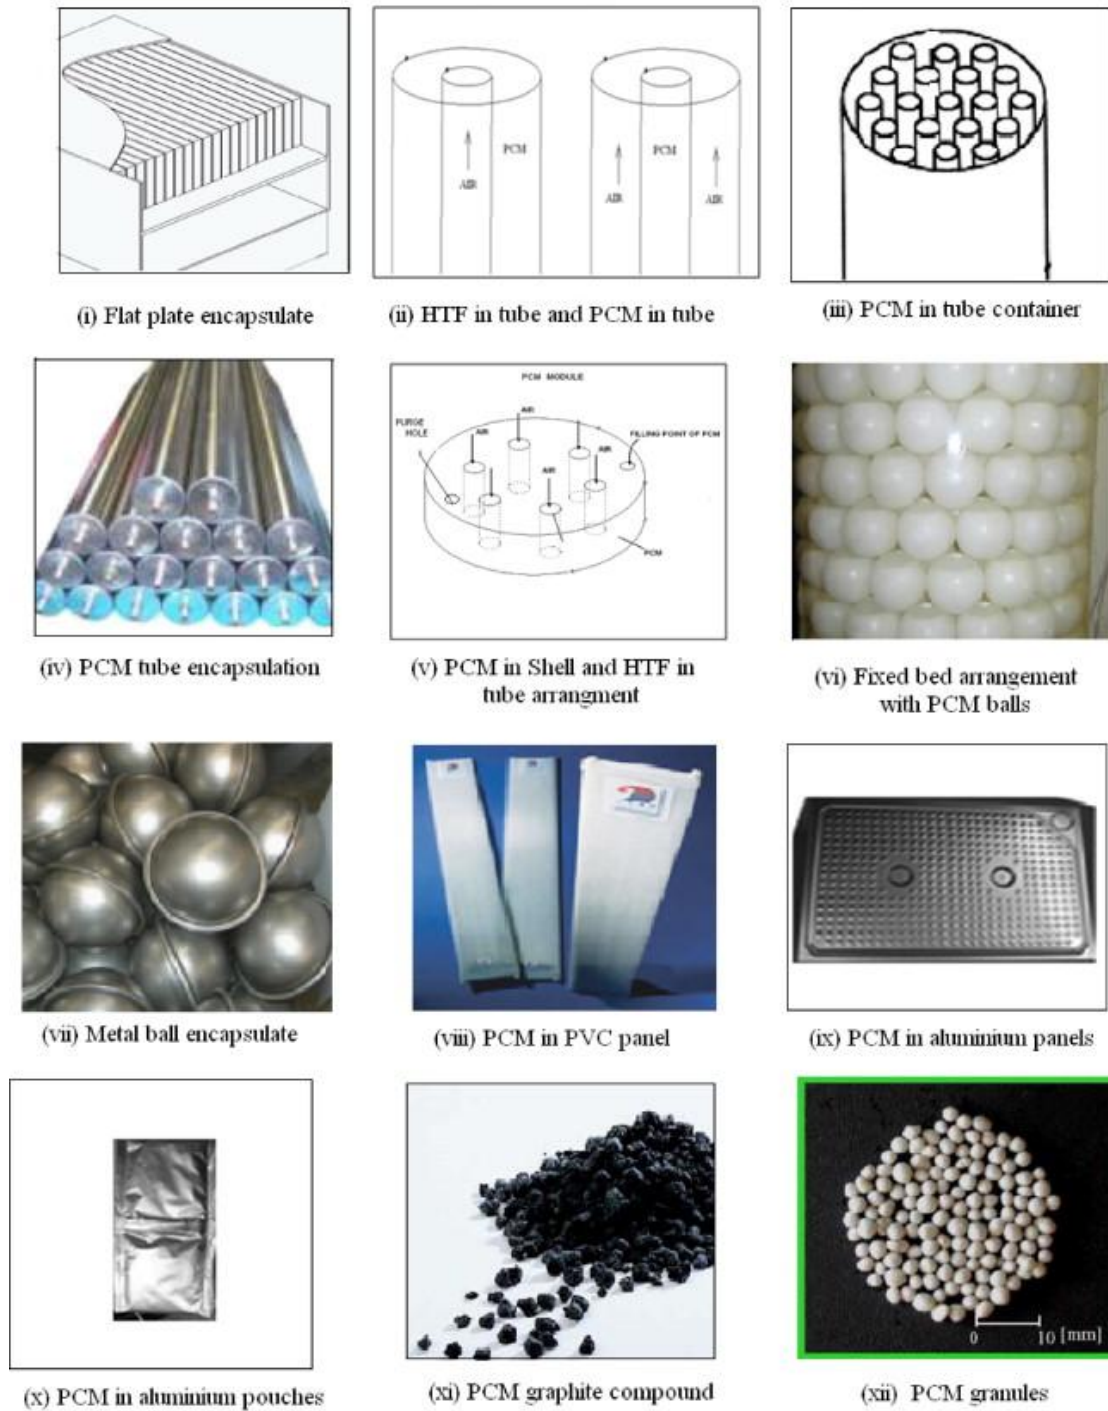 AIR
PCM
AIR
PCM
AIR
(i) Flat plate encapsulate
(ii) HTF in tube and PCM in tube
(iii) PCM in tube container
PCM MODULE
PURGE
HOLE
AIR
AIR
AIR
AIR
FILLING POINT OF PCM
PCM
(iv) PCM tube encapsulation
(v) PCM in Shell and HTF in
tube arrangment
(vi) Fixed bed arrangement
with PCM balls
(vii) Metal ball encapsulate
(viii) PCM in PVC panel
(ix) PCM in aluminium panels
0 10 [mm]
(x) PCM in aluminium pouches
(xi) PCM graphite compound
(xii) PCM granules